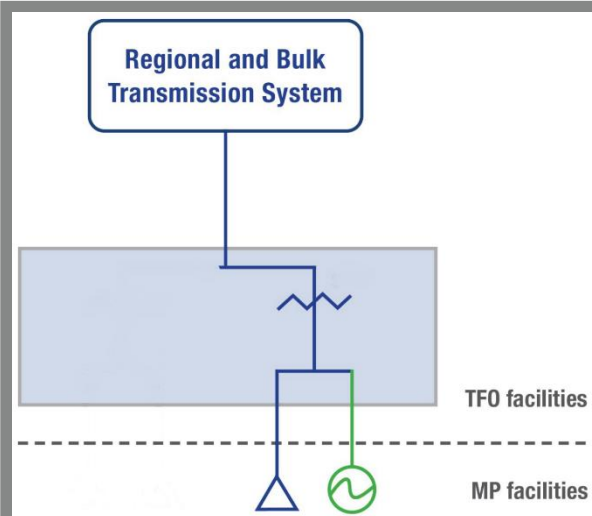 Regional and Bulk
Transmission System
TFO facilities
MP facilities